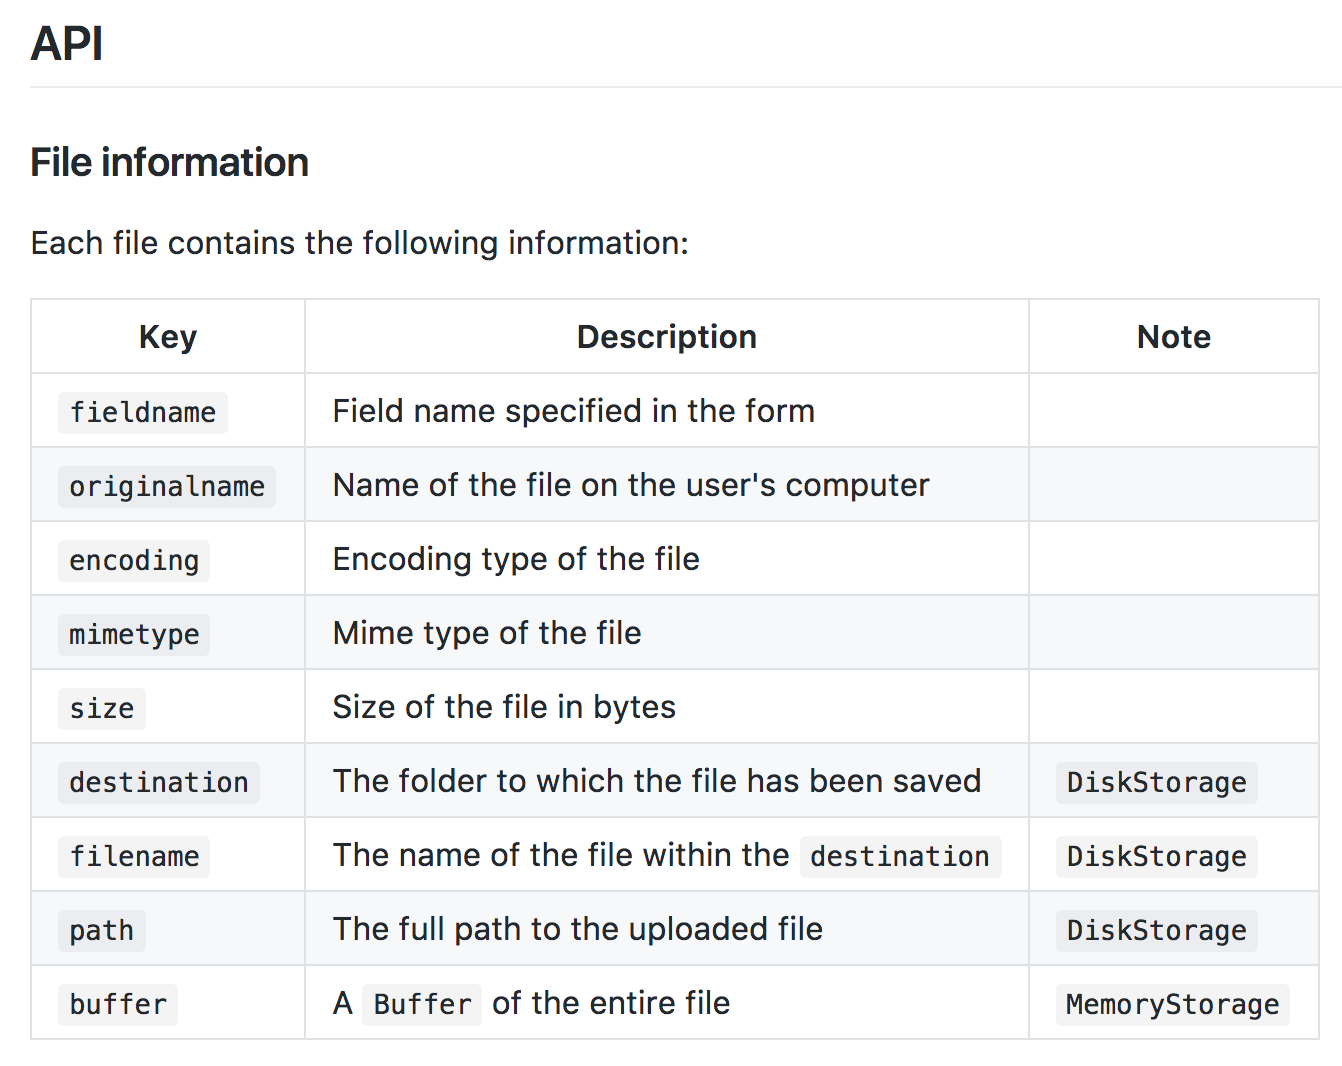 API
File information
Each file contains the following information:
Key Description Note
fieldname Field name specified in the form
originalname Name of the file on the user's computer
encoding Encoding type of the file
mimetype Mime type of the file
size Size of the file in bytes
destination The folder to which the file has been saved DiskStorage
filename The name of the file within the destination DiskStorage
path The full path to the uploaded file DiskStorage
buffer A Buffer of the entire file MemoryStorage